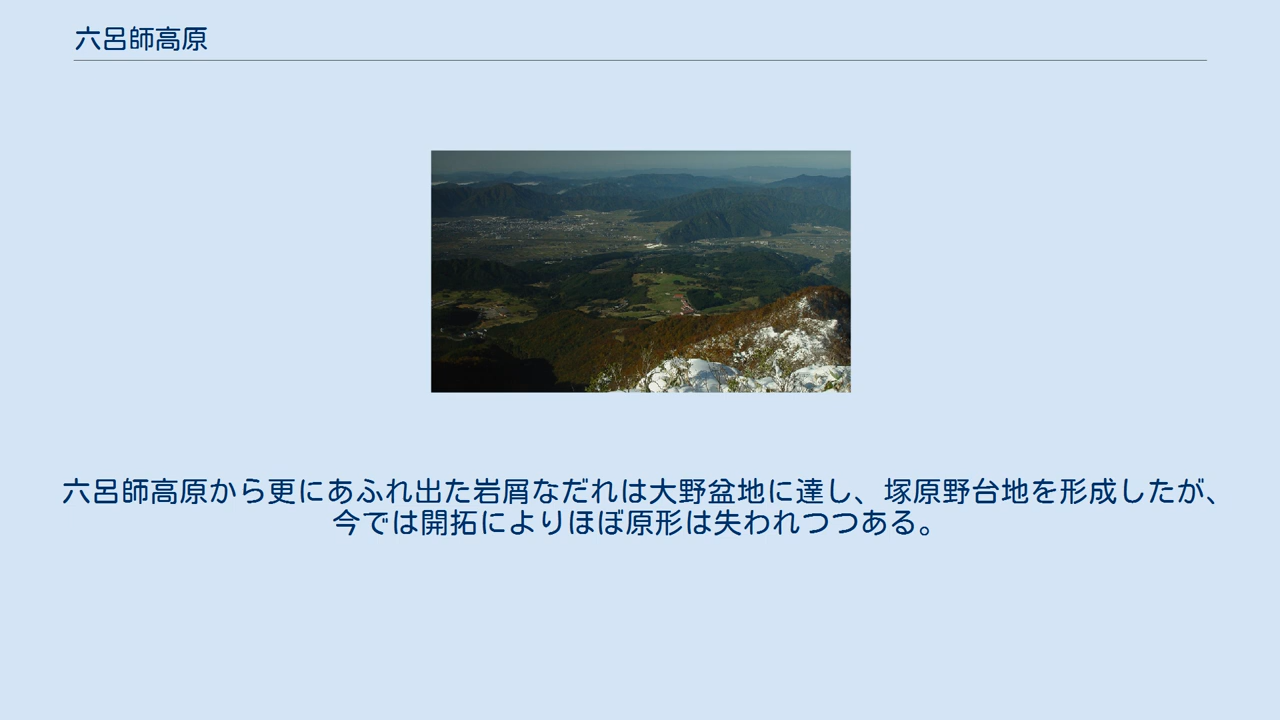 六呂師高原
六呂師高原から更にあふれ出た岩屑なだれは大野盆地に達し、塚原野台地を形成したが、
今では開拓によりほぼ原形は失われつつある。